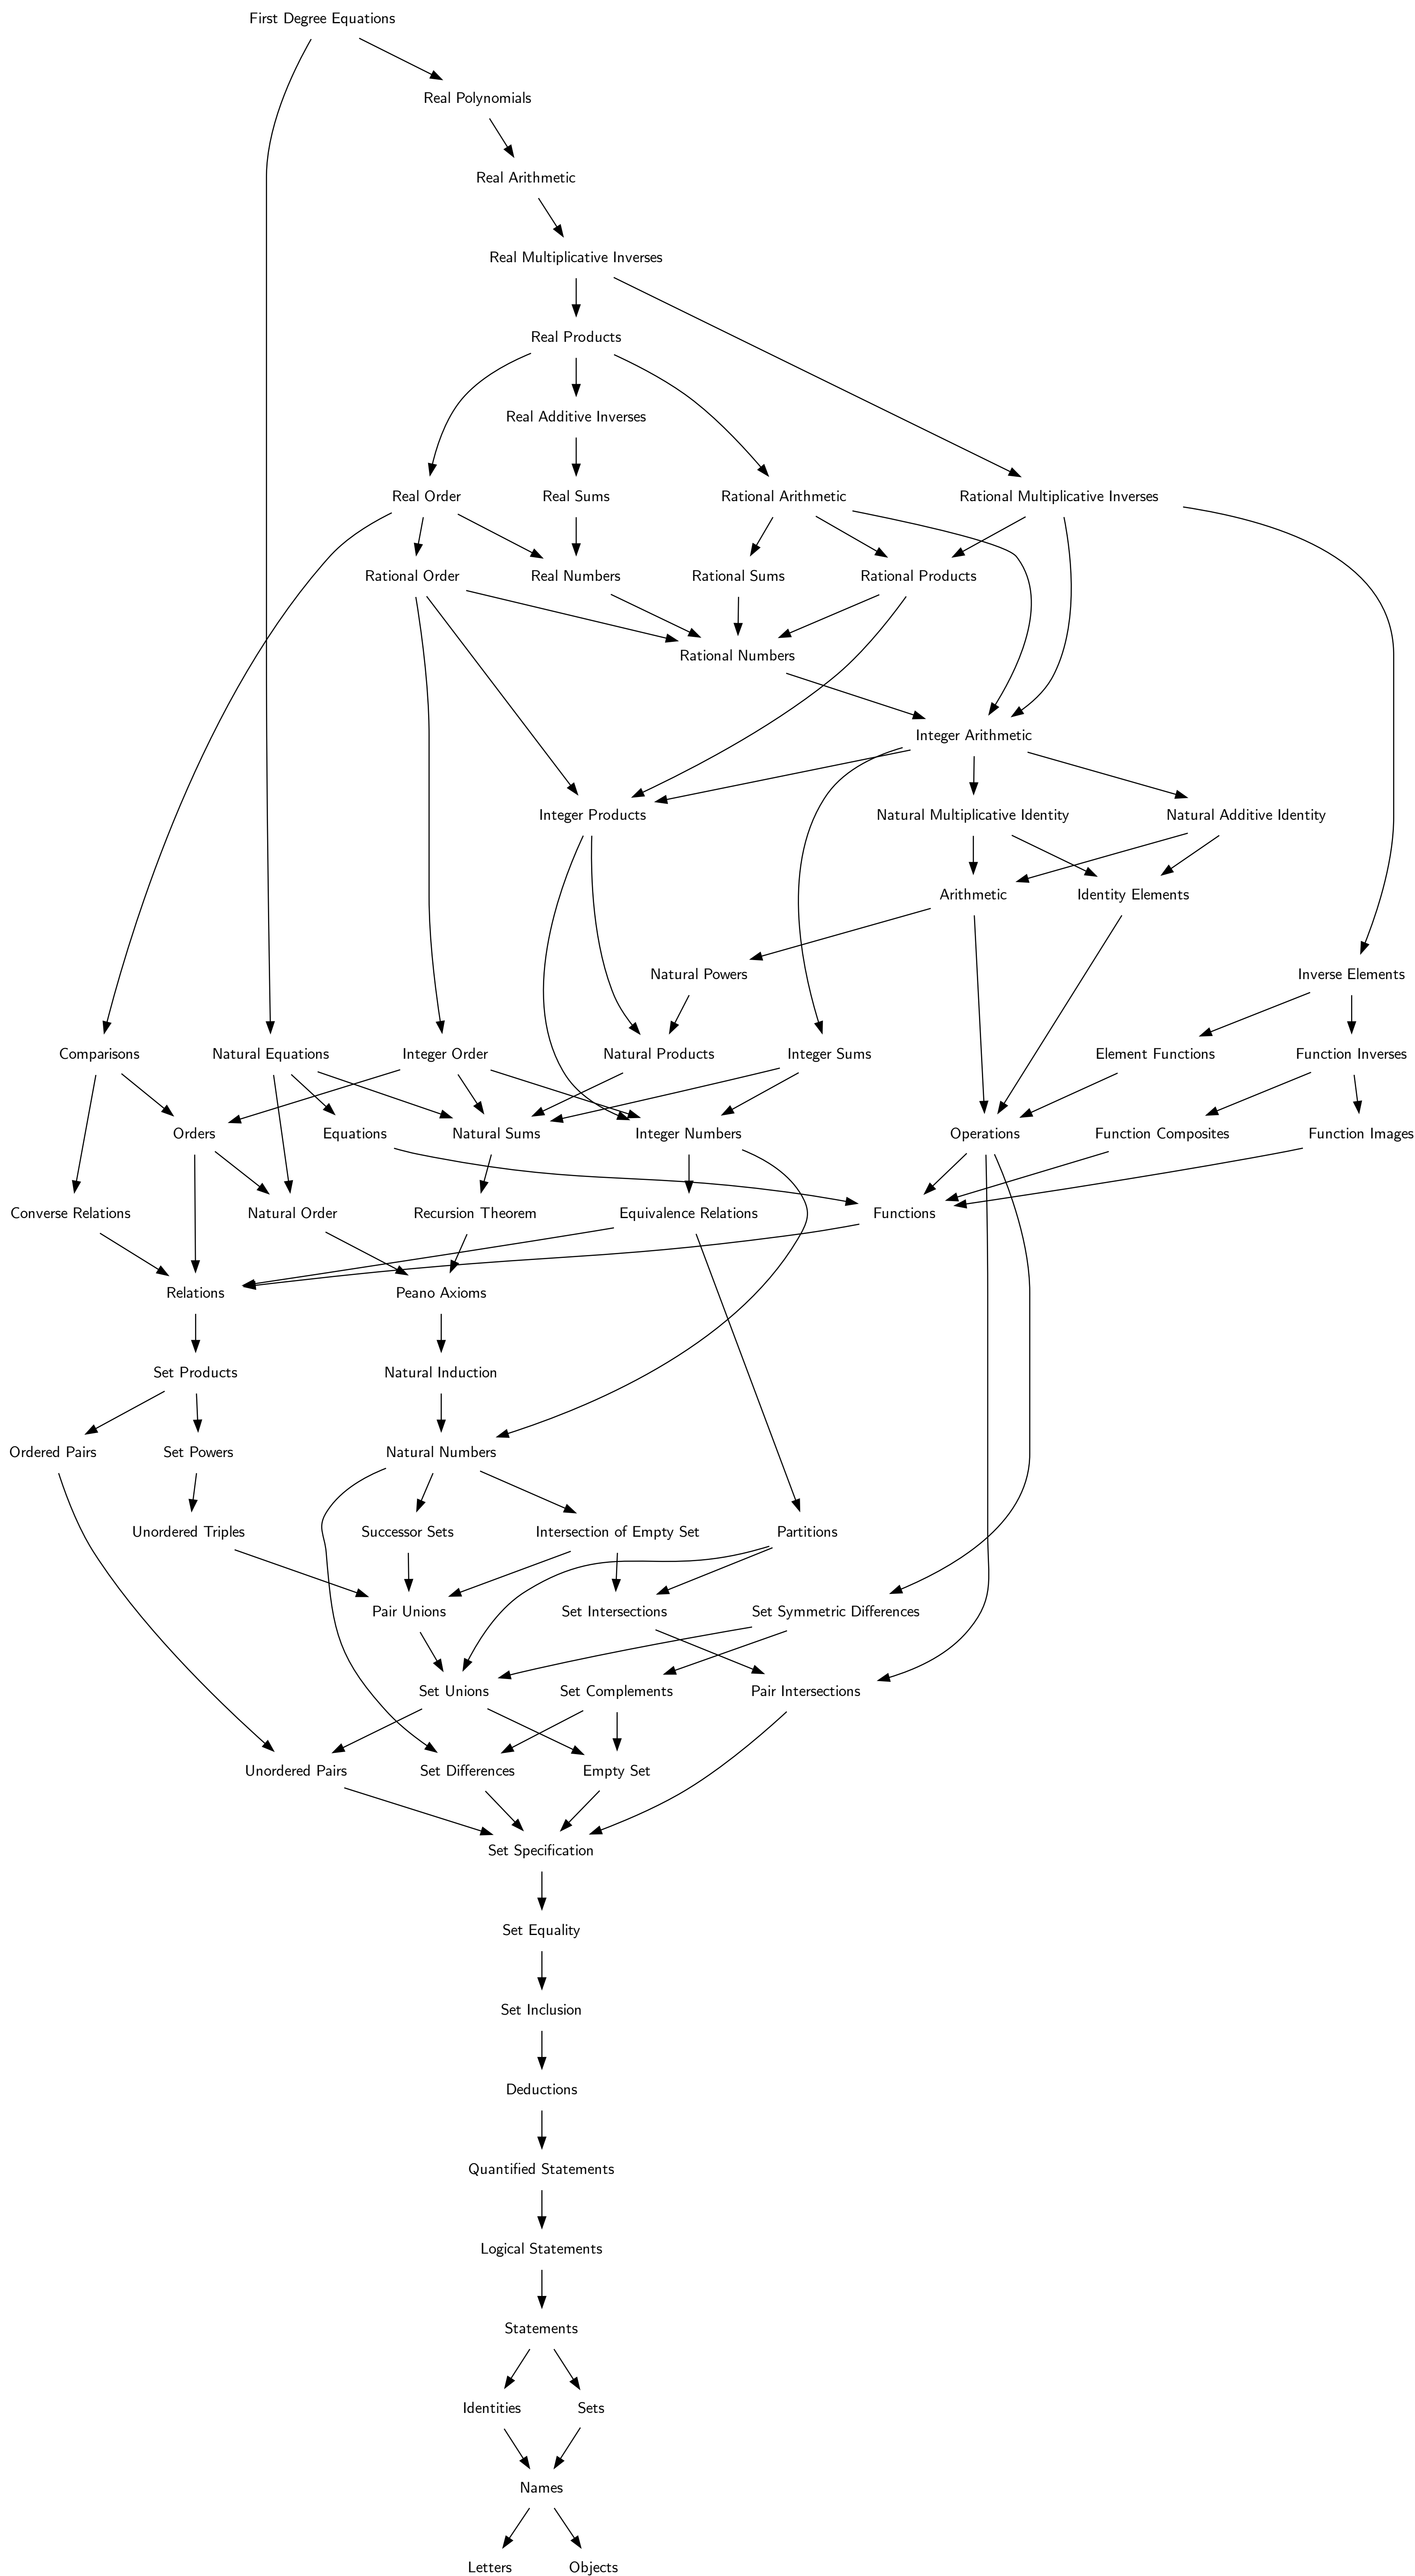 First Degree Equations
Real Polynomials
Real Arithmetic
Real Multiplicative Inverses
Real Products
Real Additive Inverses
Real Order
Real Sums
Rational Arithmetic
Rational Multiplicative Inverses
Rational Order
Real Numbers
Rational Sums
Rational Products
Rational Numbers
Integer Arithmetic
Integer Products
Natural Multiplicative Identity
Natural Additive Identity
Arithmetic
Identity Elements
Natural Powers
Inverse Elements
Comparisons
Natural Equations
Integer Order
Natural Products
Integer Sums
Element Functions
Function Inverses
Orders
Equations
Natural Sums
Integer Numbers
Operations
Function Composites
Function Images
Converse Relations
Natural Order
Recursion Theorem
Equivalence Relations
Functions
Relations
Peano Axioms
Set Products
Natural Induction
Ordered Pairs
Set Powers
Natural Numbers
Unordered Triples
Successor Sets
Intersection of Empty Set
Partitions
Pair Unions
Set Intersections
Set Symmetric Differences
Set Unions
Set Complements
Pair Intersections
Unordered Pairs
Set Differences
Empty Set
Set Specification
Set Equality
Set Inclusion
Deductions
Quantified Statements
Logical Statements
Statements
Identities
Sets
Names
Letters
Objects